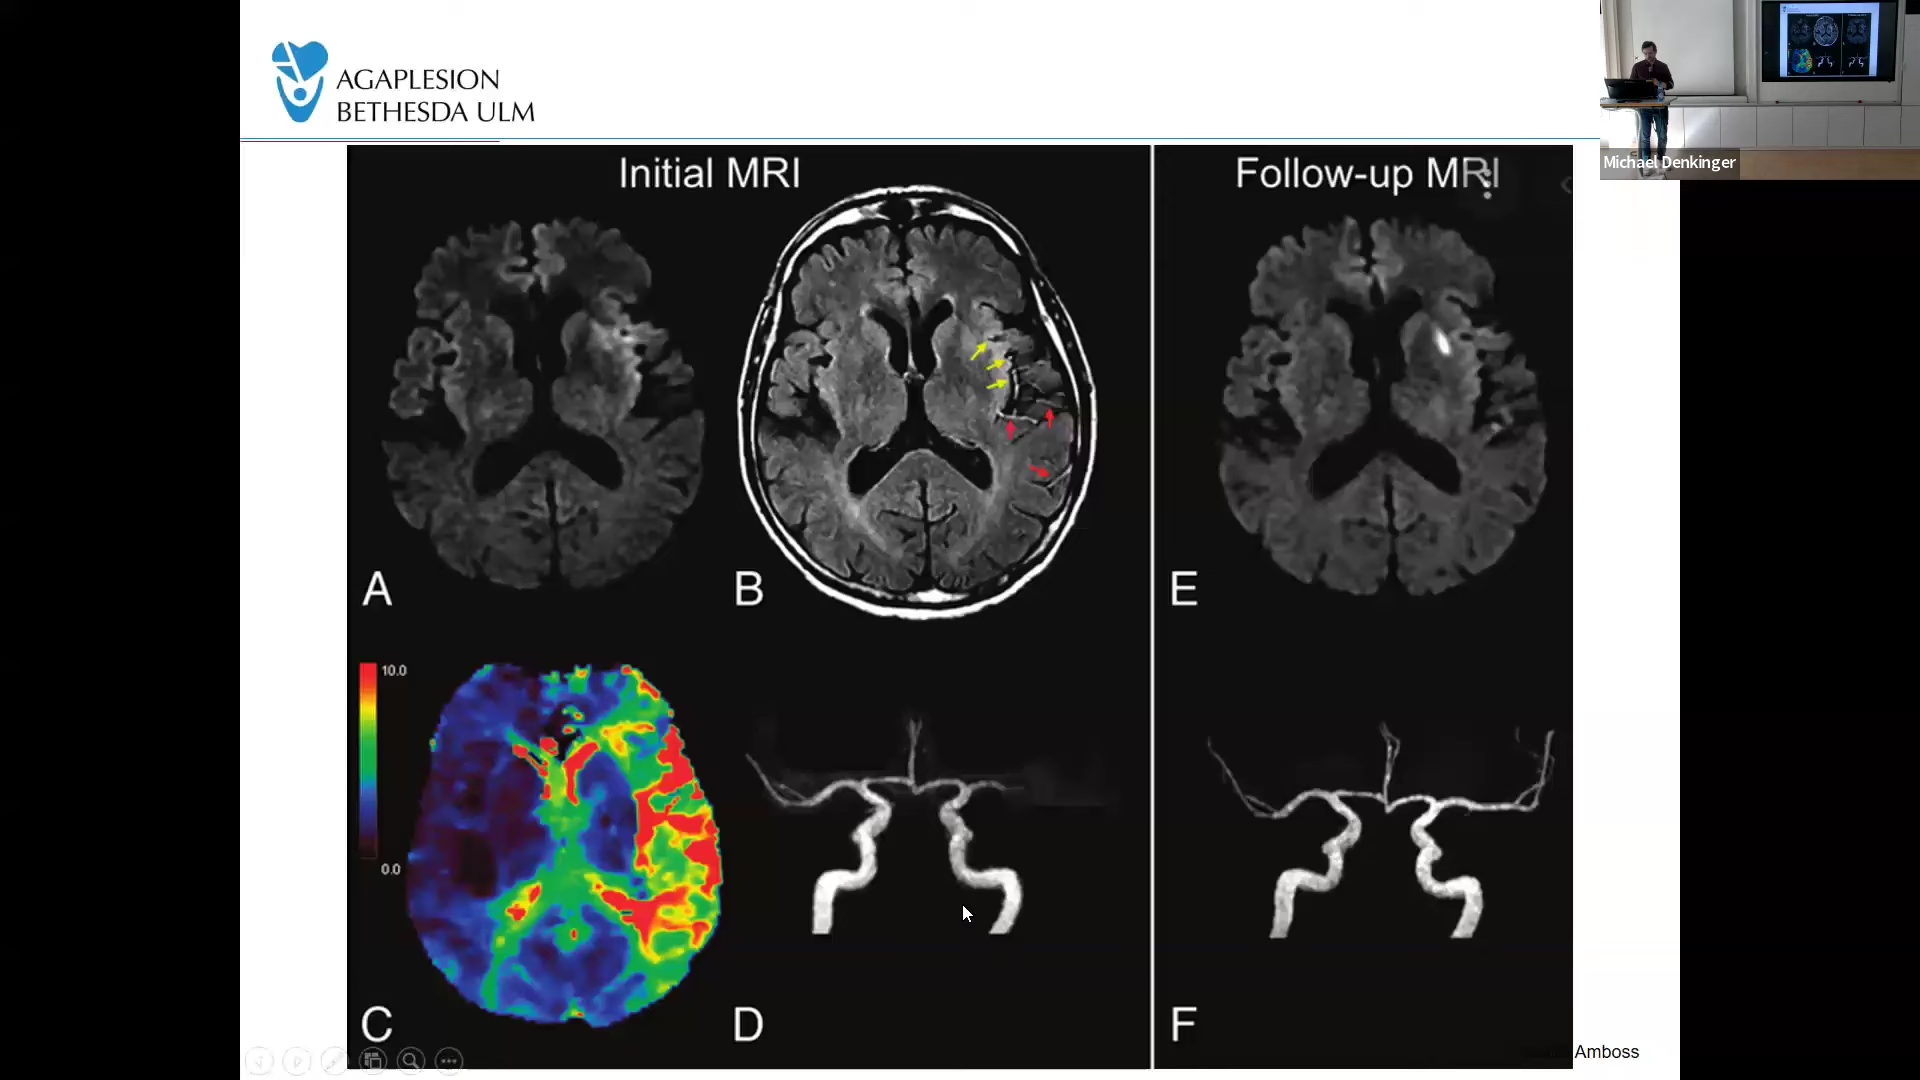 AGAPLESION
BETHESDA ULM
Michael Denkinger
Initial MRI
Follow-up MRI
A
B
E
10.0
0.0
C
D
F
Amboss